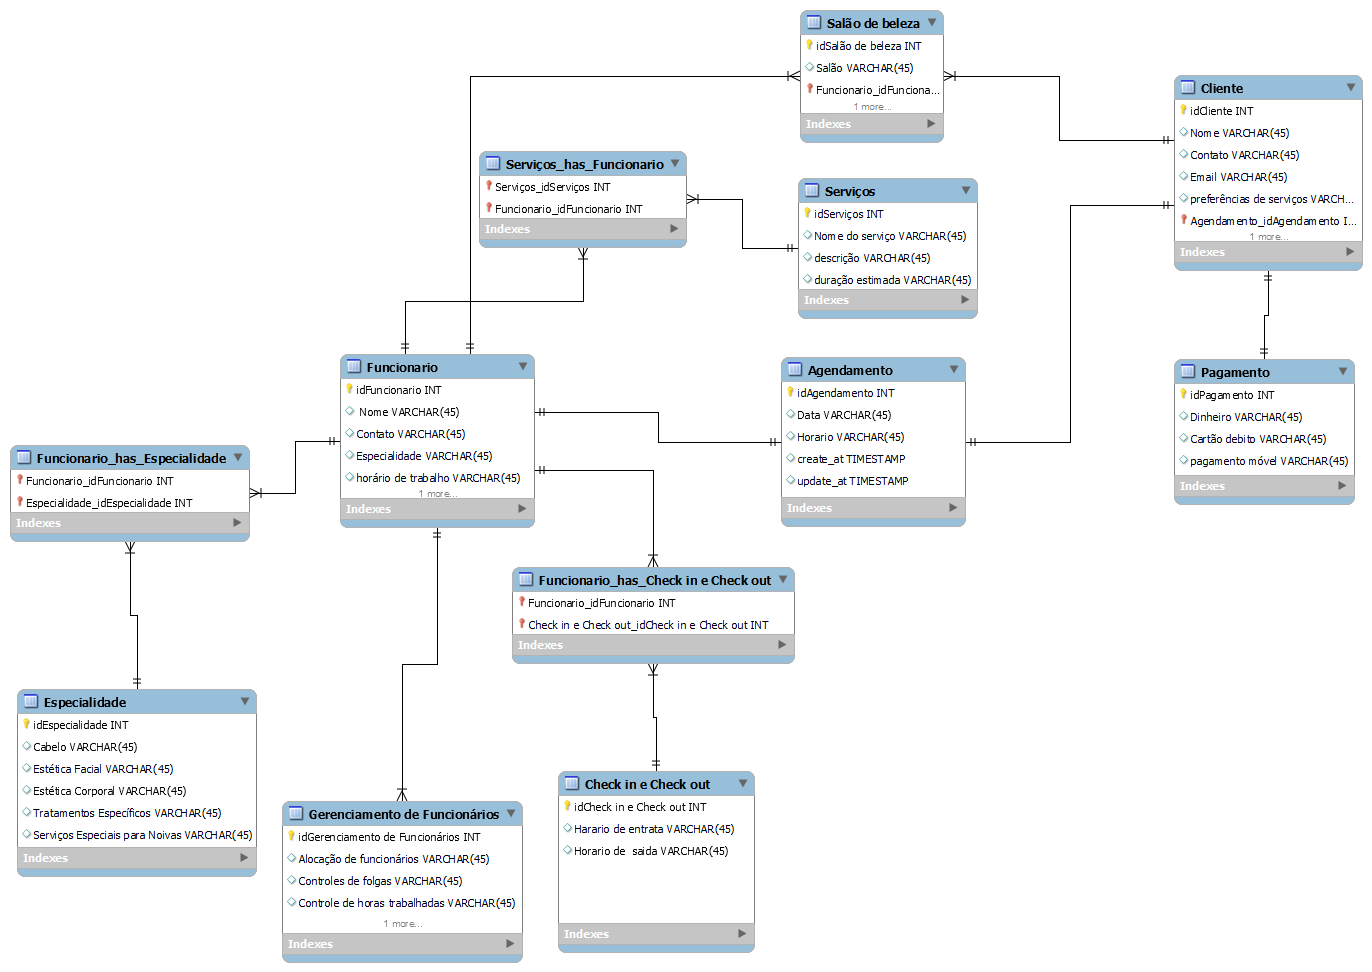 Salão de beleza
idSalão de beleza INT
Salão VARCHAR(45)
Funcionario_idFunciona...
1 more...
Indexes
Cliente
idCliente INT
Nome VARCHAR(45)
Contato VARCHAR(45)
Email VARCHAR(45)
preferências de serviços VARCH...
Agendamento_idAgendamento I...
1 more...
Indexes
Serviços_has_Funcionario
Serviços_idServiços INT
Funcionario_idFuncionario INT
Indexes
Serviços
idServiços INT
Nome do serviço VARCHAR(45)
descrição VARCHAR(45)
duração estimada VARCHAR(45)
Indexes
Funcionario
idFuncionario INT
Nome VARCHAR(45)
Contato VARCHAR(45)
Especialidade VARCHAR(45)
horário de trabalho VARCHAR(45)
1 more...
Indexes
Agendamento
idAgendamento INT
Data VARCHAR(45)
Horario VARCHAR(45)
create_at TIMESTAMP
update_at TIMESTAMP
Indexes
Pagamento
idPagamento INT
Dinheiro VARCHAR(45)
Cartão debito VARCHAR(45)
pagamento móvel VARCHAR(45)
Indexes
Funcionario_has_Especialidade
Funcionario_idFuncionario INT
Especialidade_idEspecialidade INT
Indexes
Funcionario_has_Check in e Check out
Funcionario_idFuncionario INT
Check in e Check out_idCheck in e Check out INT
Indexes
Especialidade
idEspecialidade INT
Cabelo VARCHAR(45)
Estética Facial VARCHAR(45)
Estética Corporal VARCHAR(45)
Tratamentos Específicos VARCHAR(45)
Serviços Especiais para Noivas VARCHAR(45)
Indexes
Gerenciamento de Funcionários
idGerenciamento de Funcionários INT
Alocação de funcionários VARCHAR(45)
Controles de folgas VARCHAR(45)
Controle de horas trabalhadas VARCHAR(45)
1 more...
Indexes
Check in e Check out
idCheck in e Check out INT
Harario de entrata VARCHAR(45)
Horario de  saida VARCHAR(45)
Indexes